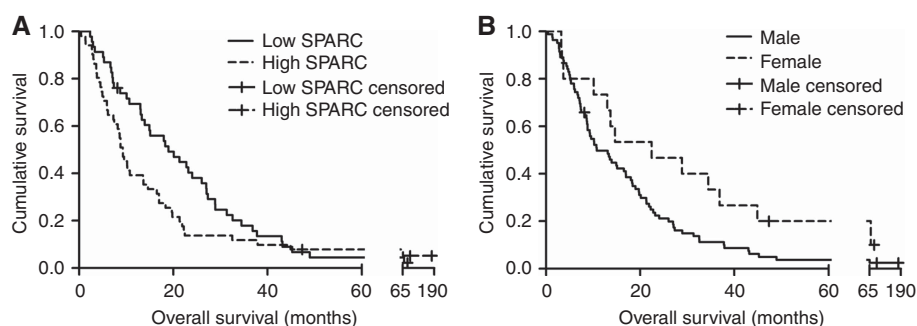 A
Low SPARC
High SPARC
Low SPARC censored
High SPARC censored
Cumulative survival
1.0
0.8
0.6
0.4
0.2
0.0
0 20 40 60 65 190
Overall survival (months)
B
Male
Female
Male censored
Female censored
Cumulative survival
1.0
0.8
0.6
0.4
0.2
0.0
0 20 40 60 65 190
Overall survival (months)